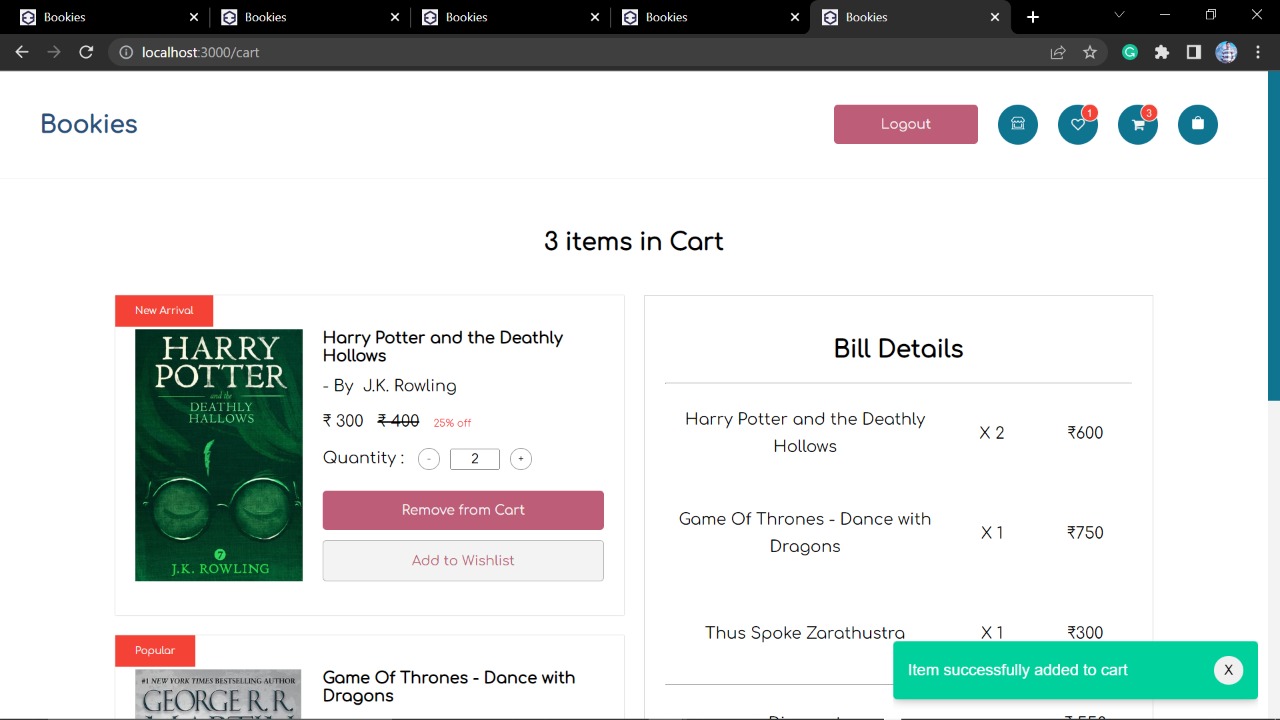 Bookies
Bookies
Bookies
Bookies
Bookies
localhost:3000/cart
Bookies
Logout
1
3
3 items in Cart
New Arrival
HARRY
POTTER
and the
DEATHLY
HALLOWS
7
J.K. ROWLING
Harry Potter and the Deathly
Hollows
- By J.K. Rowling
₹ 300 ₹ 400 25% off
Quantity : - 2 +
Remove from Cart
Add to Wishlist
Popular
#1 NEW YORK TIMES BESTSELLING AUTHOR
GEORGE R.R.
MARTIN
Game Of Thrones - Dance with
Dragons
Bill Details
Harry Potter and the Deathly
Hollows
X 2
₹600
Game Of Thrones - Dance with
Dragons
X 1
₹750
Thus Spoke Zarathustra
X 1
₹300
Item successfully added to cart
X